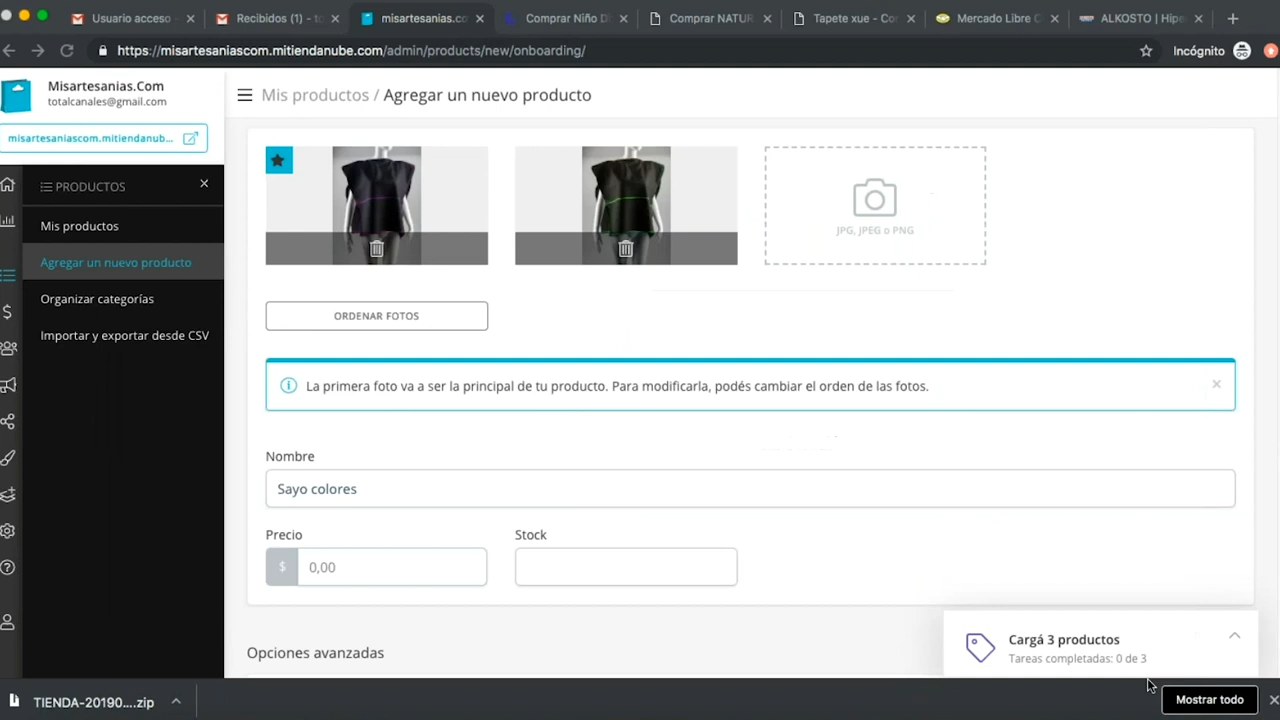 Usuario acceso -
Recibidos (1) - to
misartesanias.co
Comprar Niño D
Comprar NATUR
Tapete xue - Con
Mercado Libre C
ALKOSTO | Hipe
https://misartesaniascom.mitiendanube.com/admin/products/new/onboarding/
Incógnito
Misartesanias.Com
totalcanales@gmail.com
misartesaniascom.mitiendanub...
Mis productos / Agregar un nuevo producto
PRODUCTOS
Mis productos
Agregar un nuevo producto
Organizar categorías
Importar y exportar desde CSV
JPG, JPEG o PNG
ORDENAR FOTOS
La primera foto va a ser la principal de tu producto. Para modificarla, podés cambiar el orden de las fotos.
Nombre
Sayo colores
Precio
Stock
$ 0,00
Cargá 3 productos
Tareas completadas: 0 de 3
Opciones avanzadas
TIENDA-20190....zip
Mostrar todo